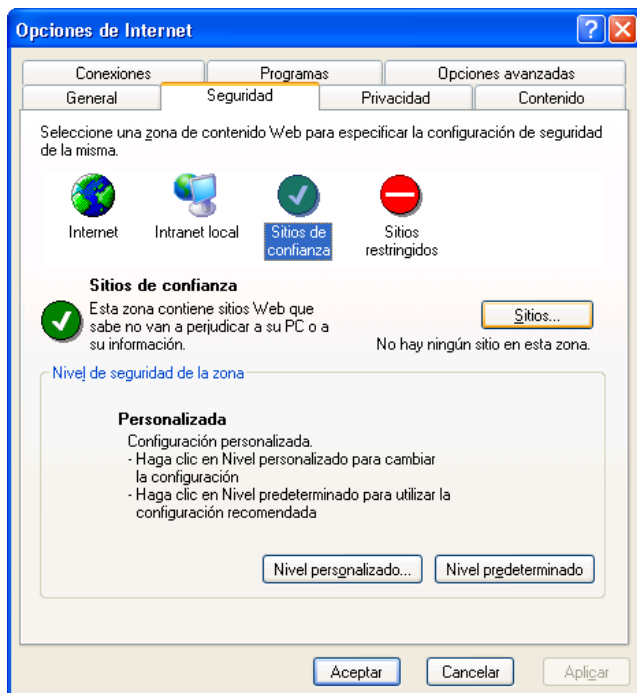 Opciones de Internet
Conexiones Programas Opciones avanzadas
General Seguridad Privacidad Contenido
Seleccione una zona de contenido Web para especificar la configuración de seguridad
de la misma.
Internet Intranet local Sitios de confianza Sitios restringidos
Sitios de confianza
Esta zona contiene sitios Web que
sabe no van a perjudicar a su PC o a
su información.
Sitios...
No hay ningún sitio en esta zona.
Nivel de seguridad de la zona
Personalizada
Configuración personalizada.
- Haga clic en Nivel personalizado para cambiar
la configuración
- Haga clic en Nivel predeterminado para utilizar la
configuración recomendada
Nivel personalizado... Nivel predeterminado
Aceptar Cancelar Aplicar